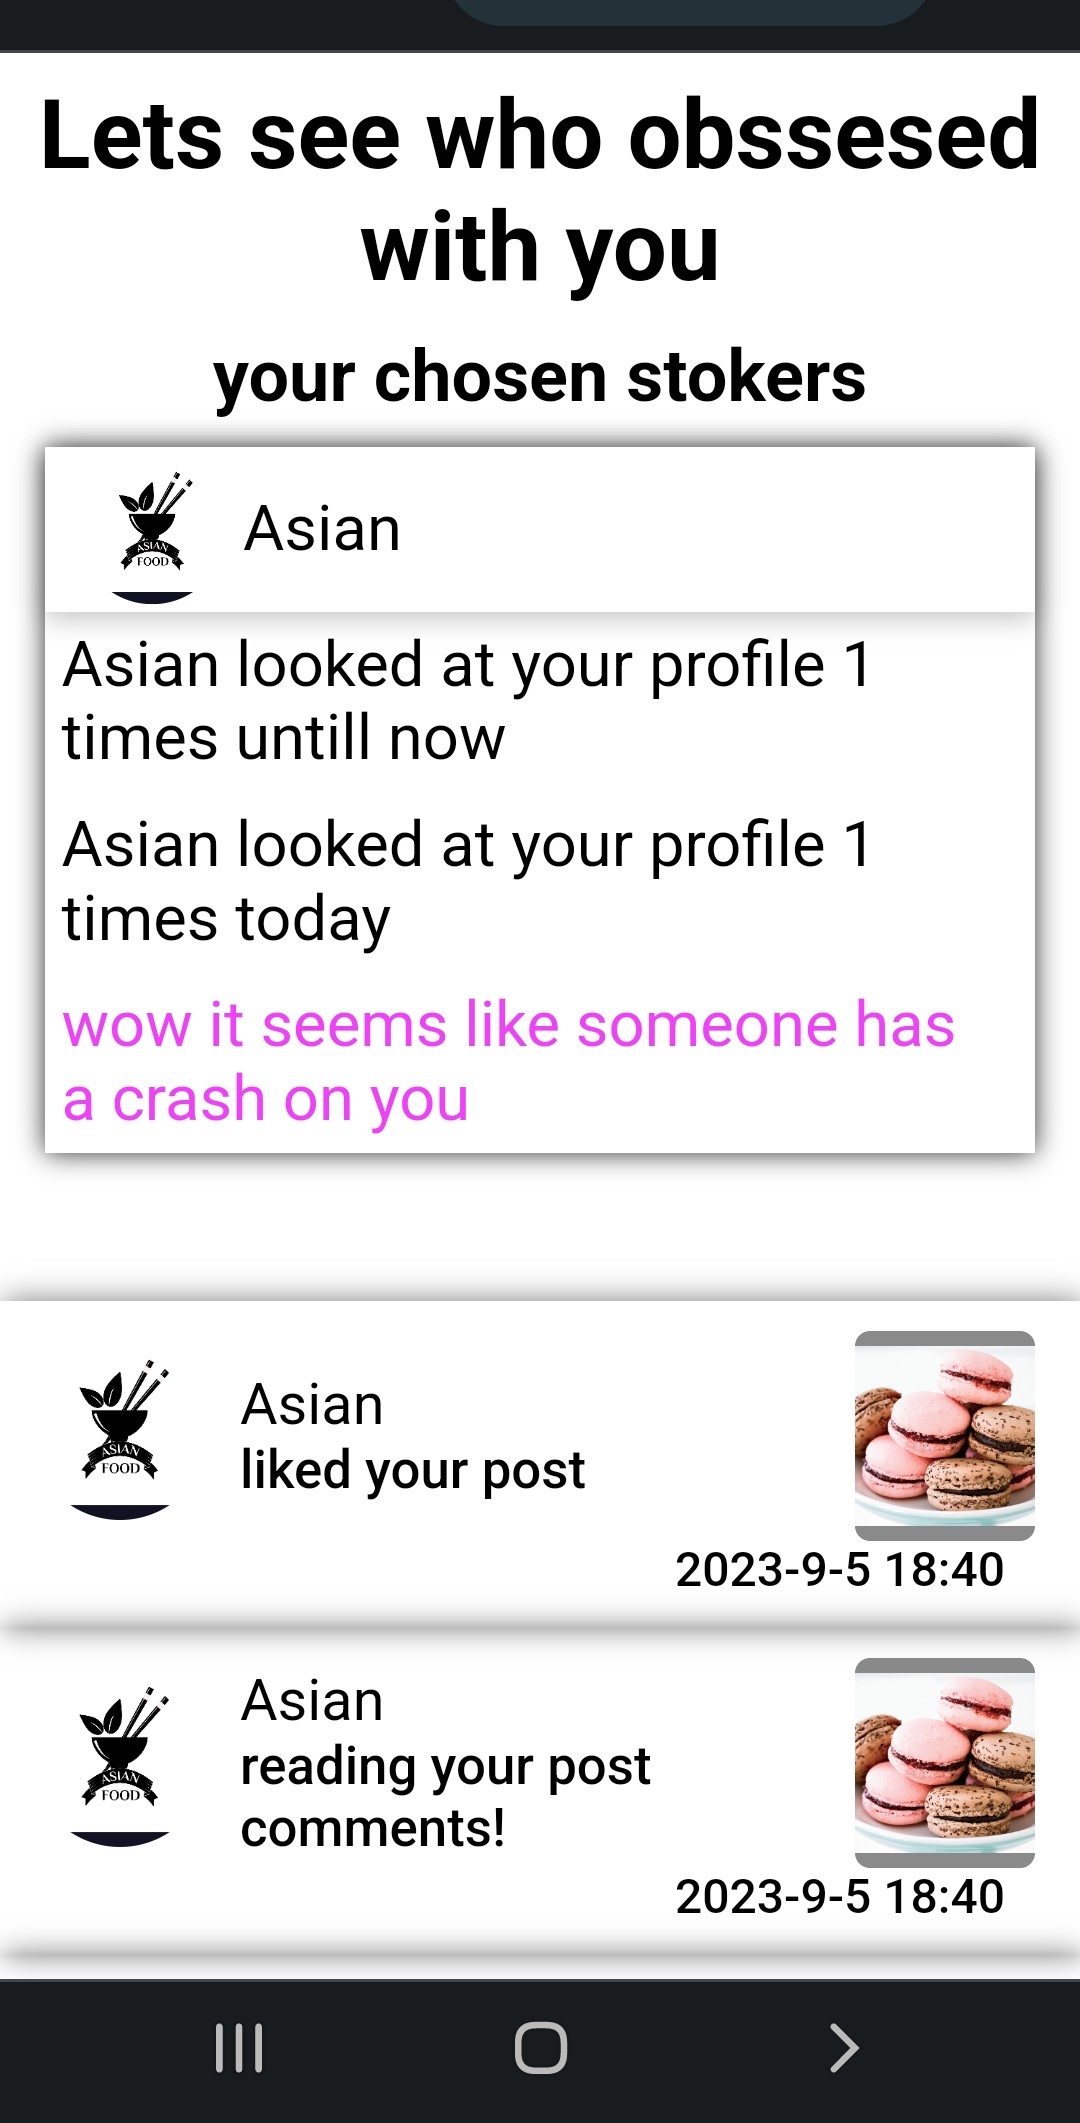 Lets see who obssesed
with you
your chosen stokers
ASIAN
FOOD
Asian
Asian looked at your profile 1
times untill now
Asian looked at your profile 1
times today
wow it seems like someone has
a crash on you
ASIAN
FOOD
Asian
liked your post
2023-9-5 18:40
ASIAN
FOOD
Asian
reading your post
comments!
2023-9-5 18:40